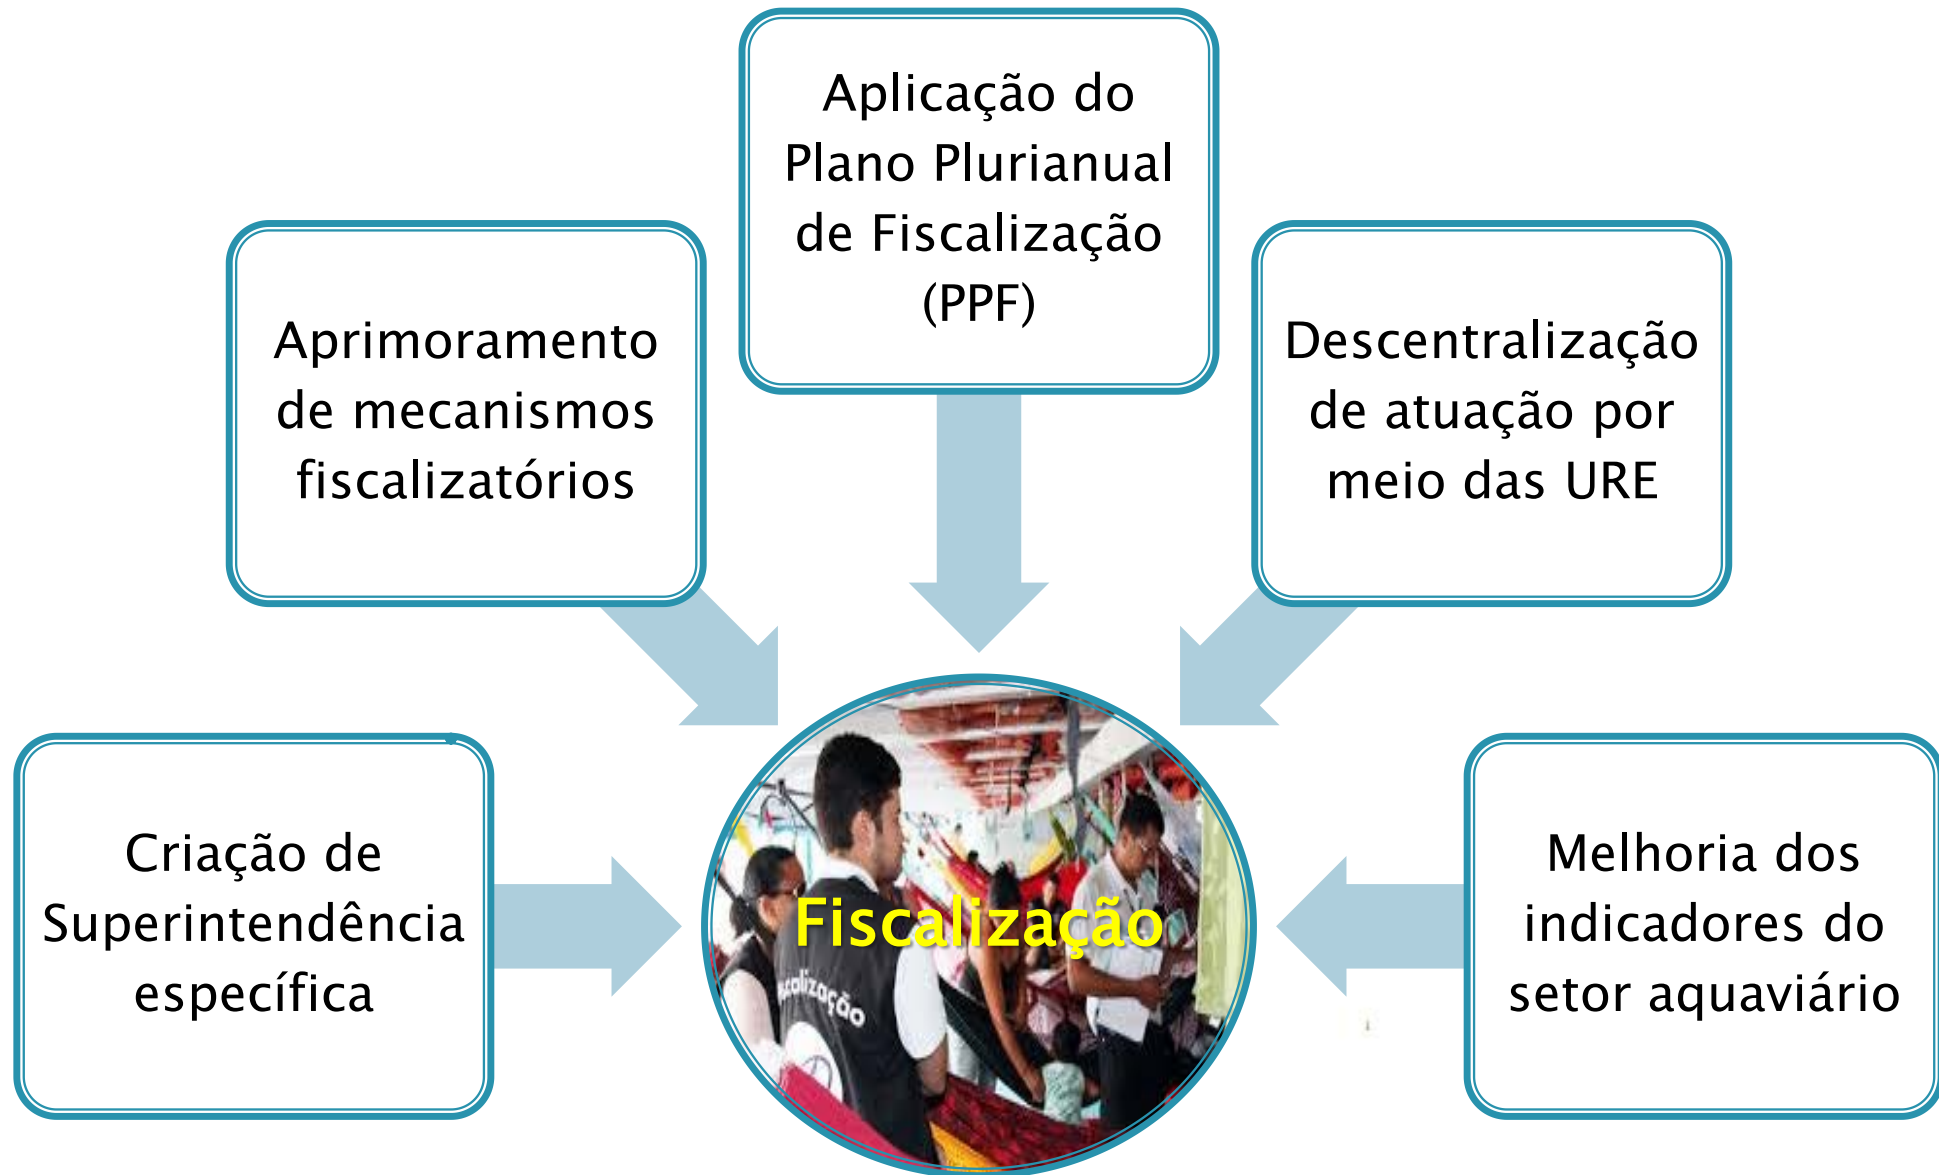 Aplicação do
Plano Plurianual
de Fiscalização
(PPF)
Aprimoramento
de mecanismos
fiscalizatórios
Descentralização
de atuação por
meio das URE
Criação de
Superintendência
específica
Fiscalização
Melhoria dos
indicadores do
setor aquaviário